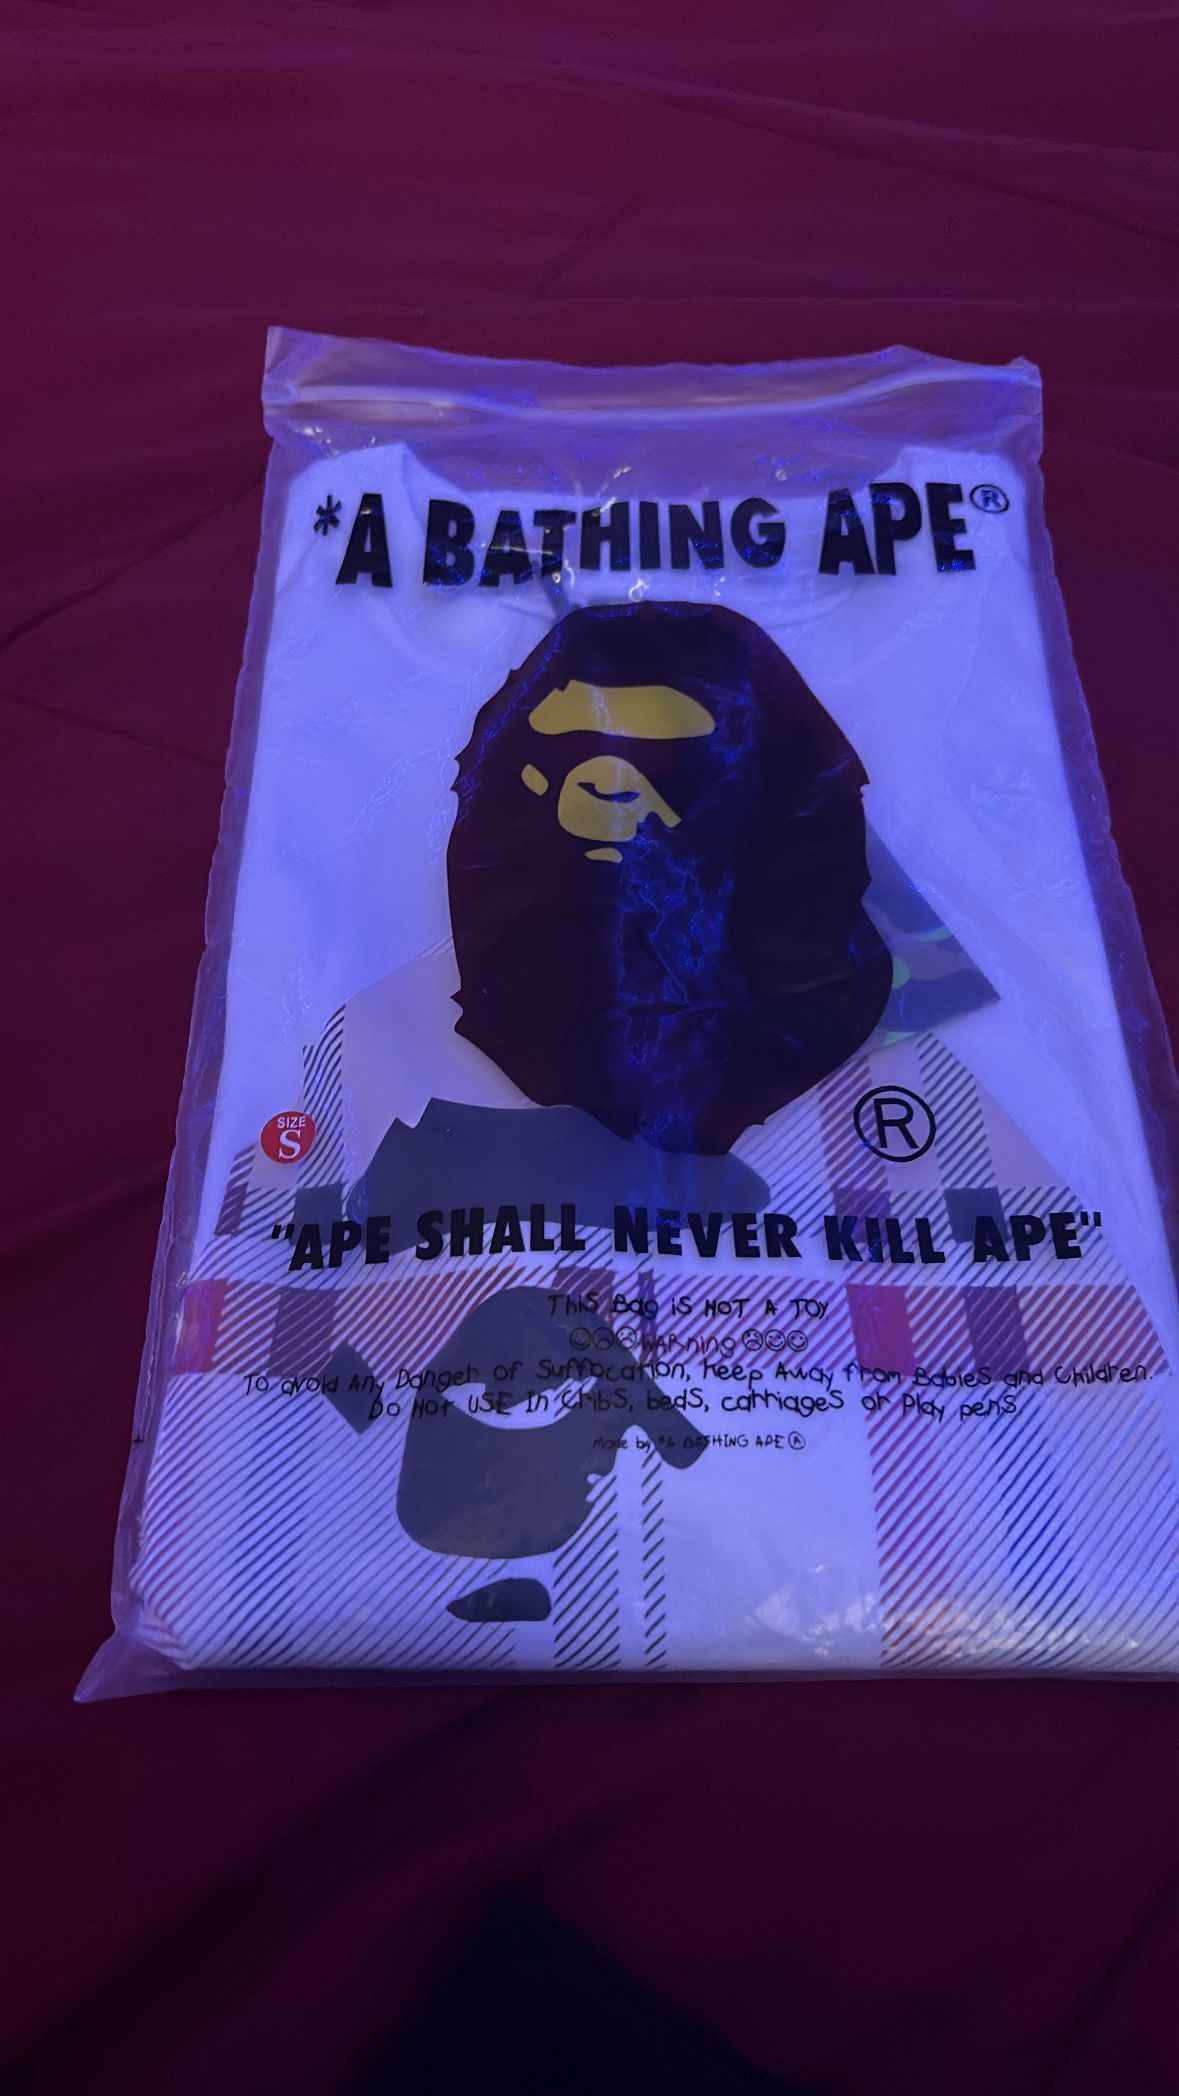 *A BATHING APE®
SIZE
S
®
"APE SHALL NEVER KILL APE"
THiS Bag iS NOT A TOY.
WARning
To avoid Any Danger of Suffocation, Keep Away from Babies and Children.
Do Not USE In Cribs, beds, carriages or Play pens.
Made by *A BATHING APE